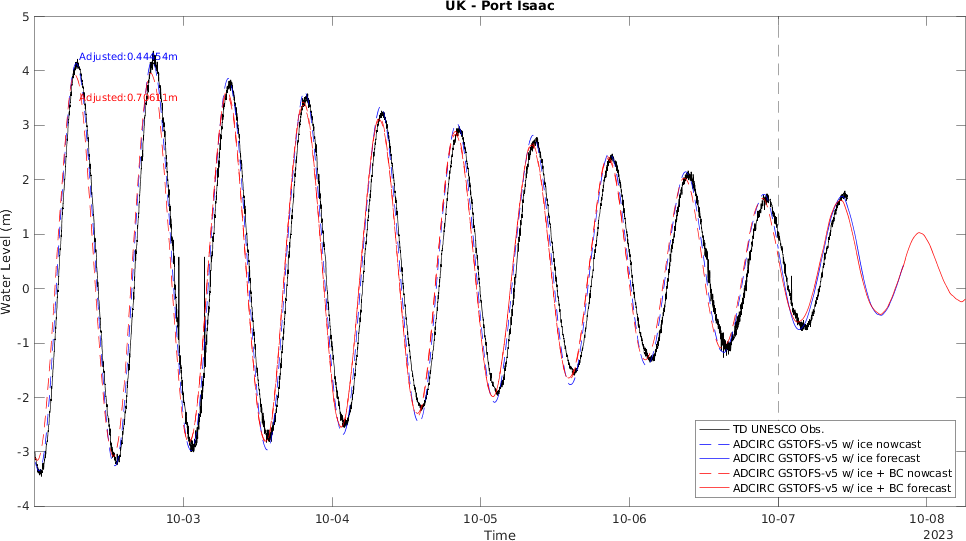 UK - Port Isaac
5
4
3
2
1
0
-1
-2
-3
-4
Water Level (m)
Adjusted:0.44454m
TD UNESCO Obs.
ADCIRC GSTOFS-v5 w/ ice nowcast
ADCIRC GSTOFS-v5 w/ ice forecast
ADCIRC GSTOFS-v5 w/ ice + BC nowcast
ADCIRC GSTOFS-v5 w/ ice + BC forecast
10-03
10-04
10-05
10-06
10-07
10-08
Time
2023